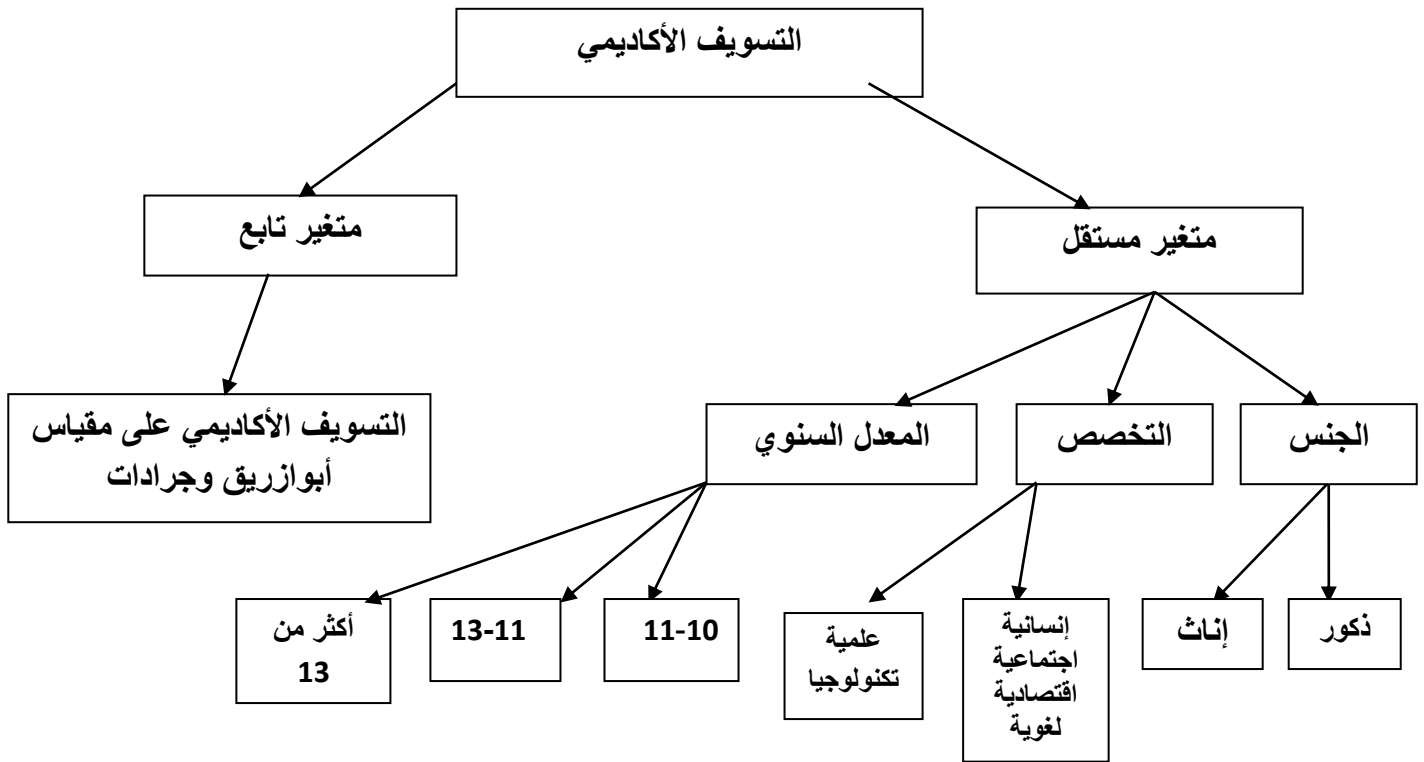 التسويف الأكاديمي
متغير مستقل
متغير تابع
الجنس
التخصص
المعدل السنوي
التسويف الأكاديمي على مقياس
أبوازريق وجرادات
ذكور
إناث
إنسانية
اجتماعية
اقتصادية
لغوية
علمية
تكنولوجيا
11-10
13-11
أكثر من
13